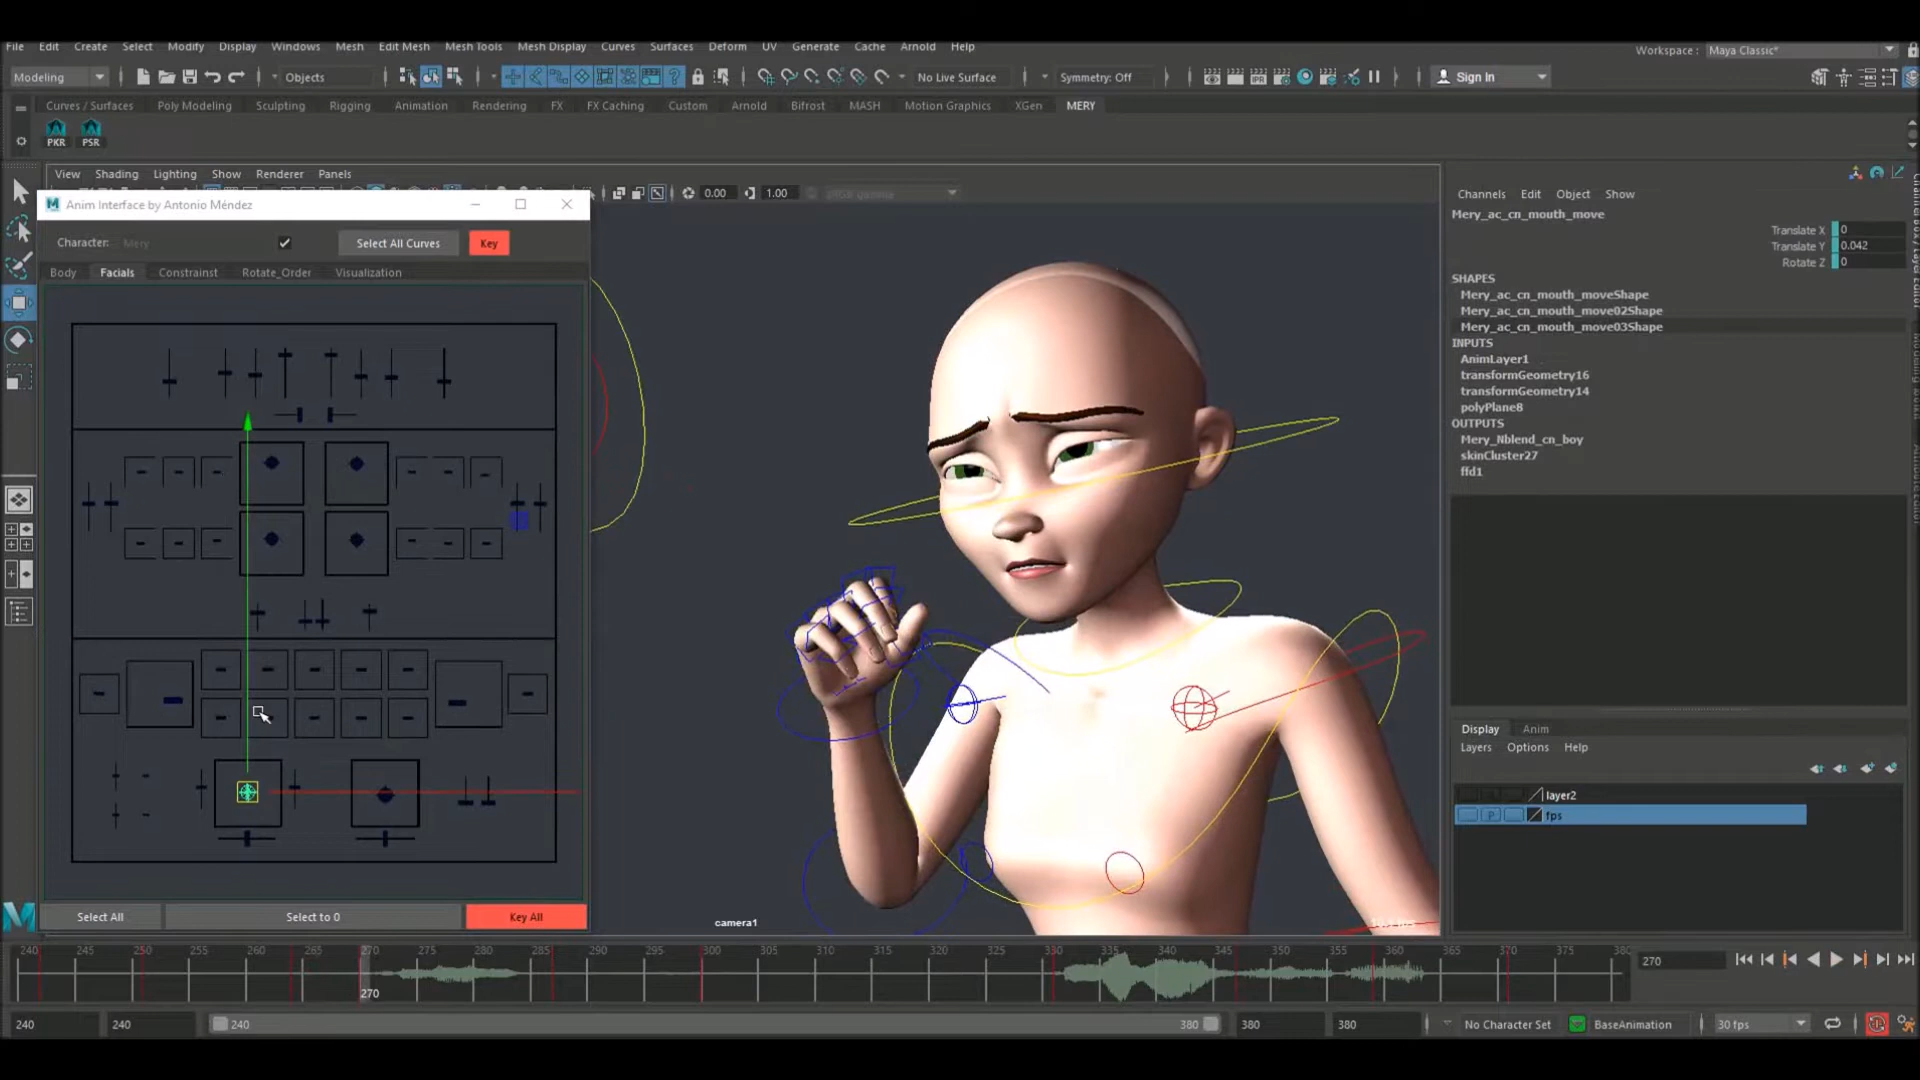 File Edit Create Select Modify Display Windows Mesh Edit Mesh Mesh Tools Mesh Display Curves Surfaces Deform UV Generate Cache Arnold Help
Workspace : Maya Classic*
Modeling Objects No Live Surface Symmetry: Off Sign In
Curves / Surfaces Poly Modeling Sculpting Rigging Animation Rendering FX FX Caching Custom Arnold Bifrost MASH Motion Graphics XGen MERY
PKR PSR
View Shading Lighting Show Renderer Panels
0.00 1.00 sRGB gamma
Anim Interface by Antonio Méndez
Character: Mery Select All Curves Key
Body Facials Constrainst Rotate_Order Visualization
Select All Select to 0 Key All
camera1
Channels Edit Object Show
Mery_ac_cn_mouth_move
Translate X 0
Translate Y 0.042
Rotate Z 0
SHAPES
Mery_ac_cn_mouth_moveShape
Mery_ac_cn_mouth_move02Shape
Mery_ac_cn_mouth_move03Shape
INPUTS
AnimLayer1
transformGeometry16
transformGeometry14
polyPlane8
OUTPUTS
Mery_Nblend_cn_boy
skinCluster27
ffd1
Display Anim
Layers Options Help
layer2
P fps
240 245 250 255 260 265 270 275 280 285 290 295 300 305 310 315 320 325 330 335 340 345 350 355 360 365 370 375 380
270
270
240 240 240 380 380 380 No Character Set BaseAnimation 30 fps